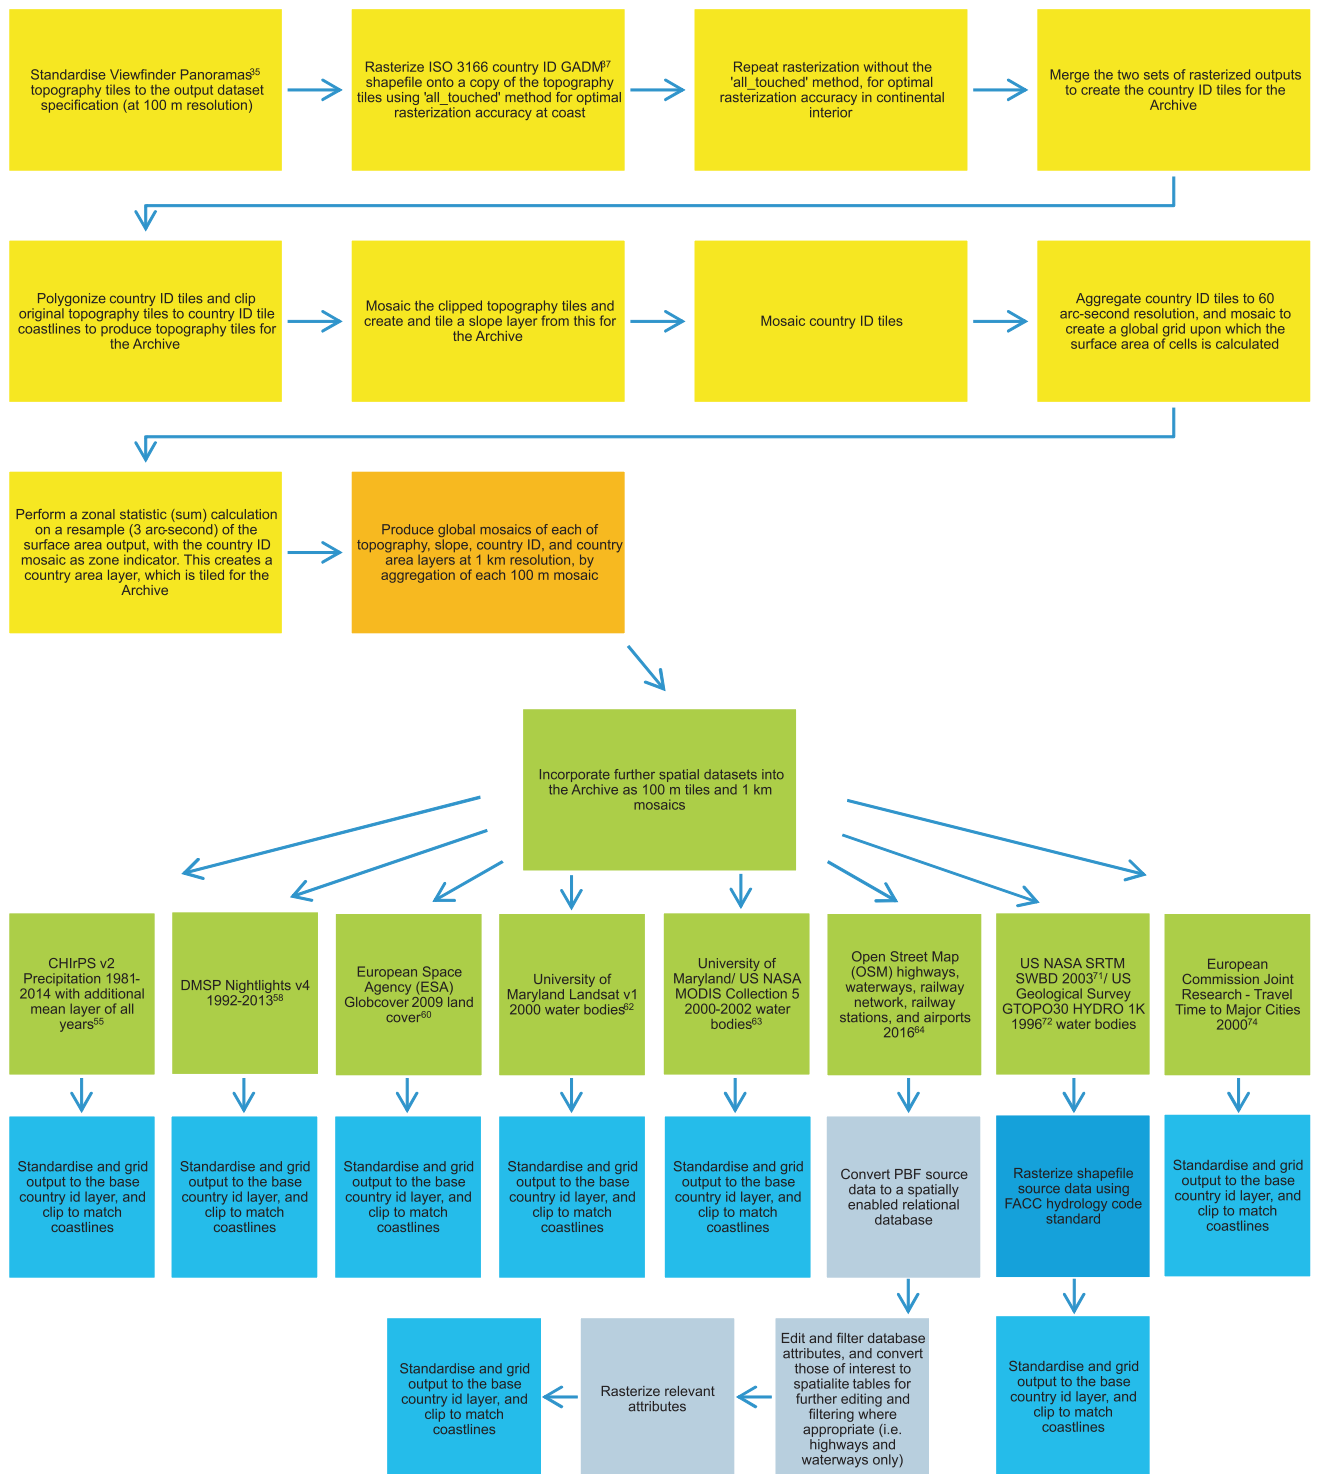 Standardise Viewfinder Panoramas35
topography tiles to the output dataset
specification (at 100 m resolution)
Rasterize ISO 3166 country ID GADM37
shapefile onto a copy of the topography
tiles using 'all_touched' method for optimal
rasterization accuracy at coast
Repeat rasterization without the
'all_touched' method, for optimal
rasterization accuracy in continental
interior
Merge the two sets of rasterized outputs
to create the country ID tiles for the
Archive
Polygonize country ID tiles and clip
original topography tiles to country ID tile
coastlines to produce topography tiles for
the Archive
Mosaic the clipped topography tiles and
create and tile a slope layer from this for
the Archive
Mosaic country ID tiles
Aggregate country ID tiles to 60
arc-second resolution, and mosaic to
create a global grid upon which the
surface area of cells is calculated
Perform a zonal statistic (sum) calculation
on a resample (3 arc-second) of the
surface area output, with the country ID
mosaic as zone indicator. This creates a
country area layer, which is tiled for the
Archive
Produce global mosaics of each of
topography, slope, country ID, and country
area layers at 1 km resolution, by
aggregation of each 100 m mosaic
Incorporate further spatial datasets into
the Archive as 100 m tiles and 1 km
mosaics
CHIrPS v2
Precipitation 1981-
2014 with additional
mean layer of all
years55
DMSP Nightlights v4
1992-201358
European Space
Agency (ESA)
Globcover 2009 land
cover60
University of
Maryland Landsat v1
2000 water bodies62
University of
Maryland/ US NASA
MODIS Collection 5
2000-2002 water
bodies63
Open Street Map
(OSM) highways,
waterways, railway
network, railway
stations, and airports
201664
US NASA SRTM
SWBD 200371/ US
Geological Survey
GTOPO30 HYDRO 1K
199672 water bodies
European
Commission Joint
Research - Travel
Time to Major Cities
200074
Standardise and grid
output to the base
country id layer, and
clip to match
coastlines
Standardise and grid
output to the base
country id layer, and
clip to match
coastlines
Standardise and grid
output to the base
country id layer, and
clip to match
coastlines
Standardise and grid
output to the base
country id layer, and
clip to match
coastlines
Standardise and grid
output to the base
country id layer, and
clip to match
coastlines
Convert PBF source
data to a spatially
enabled relational
database
Rasterize shapefile
source data using
FACC hydrology code
standard
Standardise and grid
output to the base
country id layer, and
clip to match
coastlines
Standardise and grid
output to the base
country id layer, and
clip to match
coastlines
Rasterize relevant
attributes
Edit and filter database
attributes, and convert
those of interest to
spatialite tables for
further editing and
filtering where
appropriate (i.e.
highways and
waterways only)
Standardise and grid
output to the base
country id layer, and
clip to match
coastlines